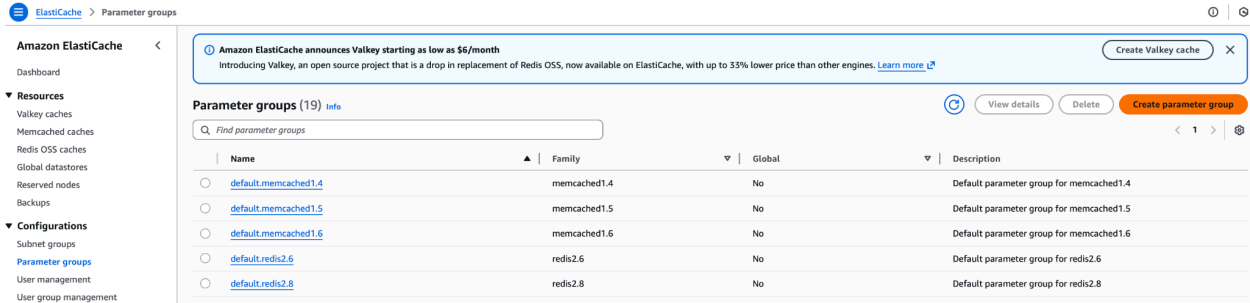 ElastiCache > Parameter groups
Amazon ElastiCache
Dashboard
Resources
Valkey caches
Memcached caches
Redis OSS caches
Global datastores
Reserved nodes
Backups
Configurations
Subnet groups
Parameter groups
User management
User group management
Amazon ElastiCache announces Valkey starting as low as $6/month
Introducing Valkey, an open source project that is a drop in replacement of Redis OSS, now available on ElastiCache, with up to 33% lower price than other engines. Learn more
Create Valkey cache
Parameter groups (19) Info
View details Delete Create parameter group
Find parameter groups
1
Name Family Global Description
default.memcached1.4 memcached1.4 No Default parameter group for memcached1.4
default.memcached1.5 memcached1.5 No Default parameter group for memcached1.5
default.memcached1.6 memcached1.6 No Default parameter group for memcached1.6
default.redis2.6 redis2.6 No Default parameter group for redis2.6
default.redis2.8 redis2.8 No Default parameter group for redis2.8